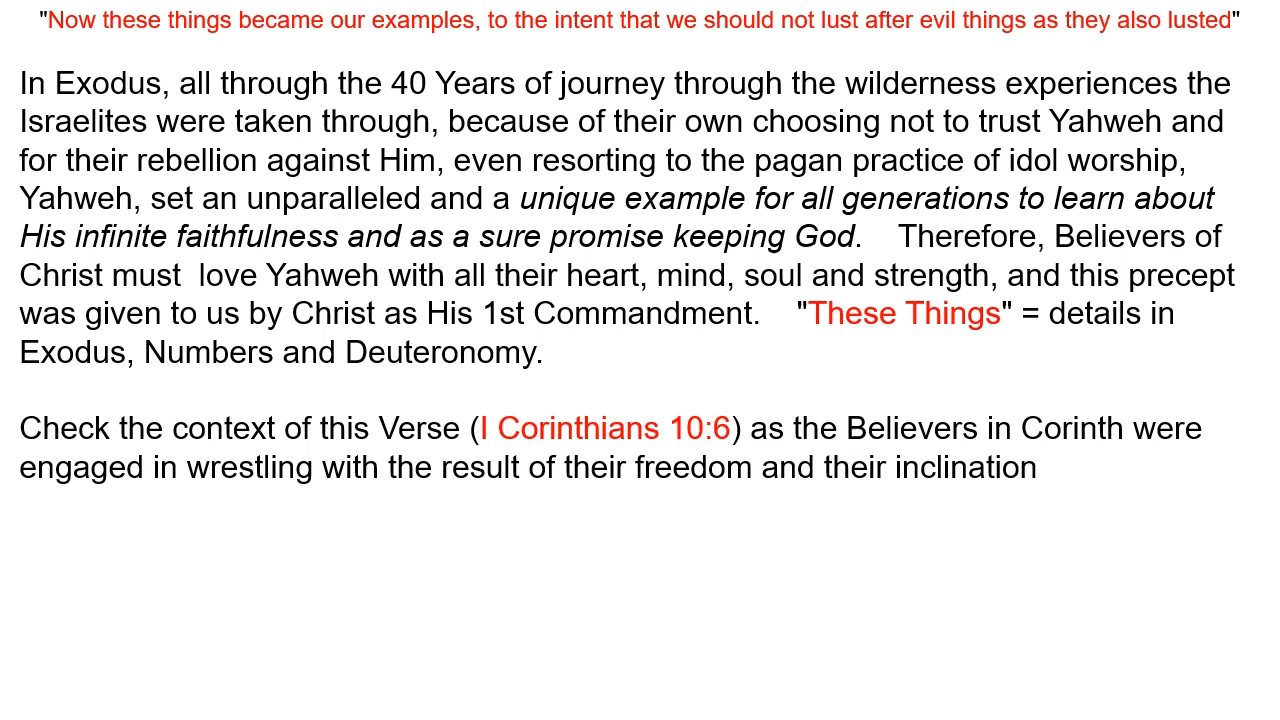 "Now these things became our examples, to the intent that we should not lust after evil things as they also lusted"
In Exodus, all through the 40 Years of journey through the wilderness experiences the
Israelites were taken through, because of their own choosing not to trust Yahweh and
for their rebellion against Him, even resorting to the pagan practice of idol worship,
Yahweh, set an unparalleled and a unique example for all generations to learn about
His infinite faithfulness and as a sure promise keeping God.    Therefore, Believers of
Christ must  love Yahweh with all their heart, mind, soul and strength, and this precept
was given to us by Christ as His 1st Commandment.    "These Things" = details in
Exodus, Numbers and Deuteronomy.
Check the context of this Verse (I Corinthians 10:6) as the Believers in Corinth were
engaged in wrestling with the result of their freedom and their inclination